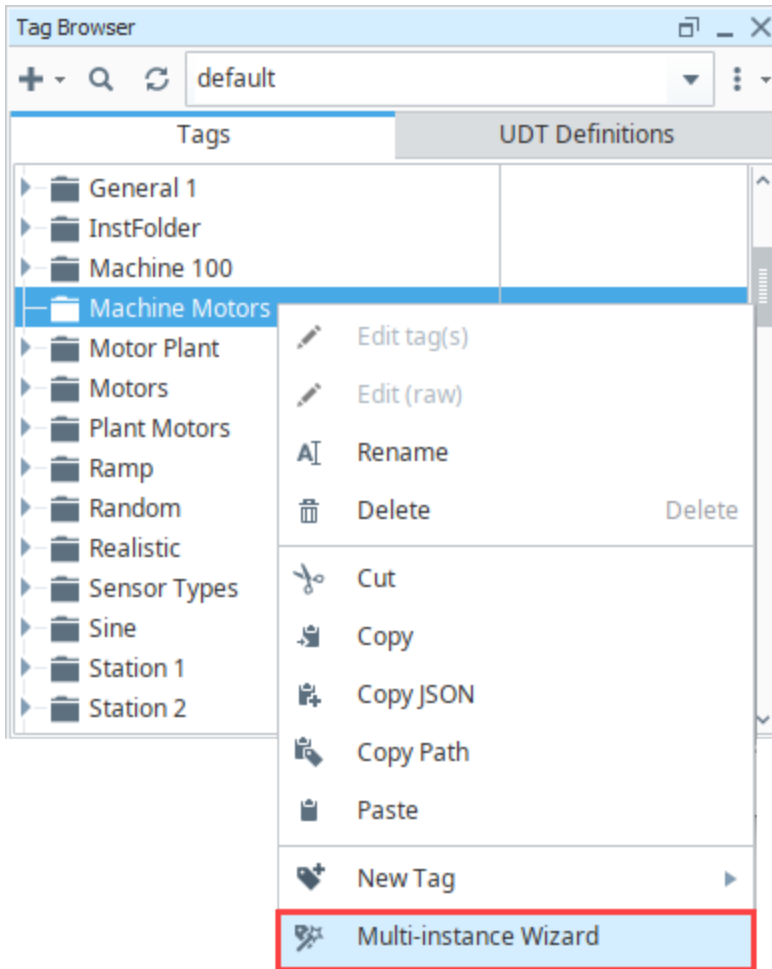 Tag Browser
default
Tags UDT Definitions
General 1
InstFolder
Machine 100
Machine Motors
Motor Plant
Motors
Plant Motors
Ramp
Random
Realistic
Sensor Types
Sine
Station 1
Station 2
Edit tag(s)
Edit (raw)
Rename
Delete Delete
Cut
Copy
Copy JSON
Copy Path
Paste
New Tag
Multi-instance Wizard